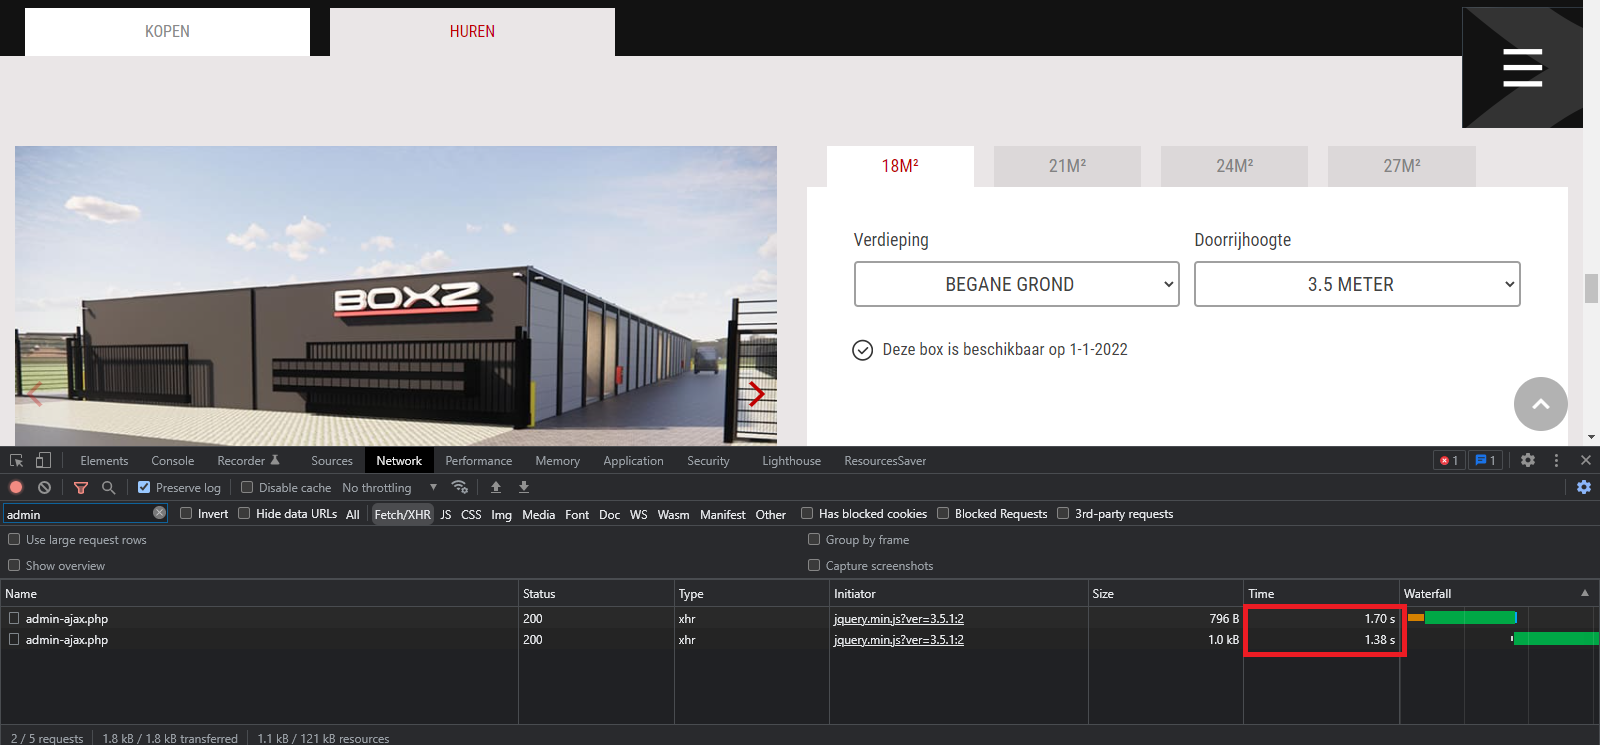 KOPEN HUREN
18M² 21M² 24M² 27M²
Verdieping Doorrijhoogte
BEGANE GROND 3.5 METER
BOXZ
Deze box is beschikbaar op 1-1-2022
Elements Console Recorder Sources Network Performance Memory Application Security Lighthouse ResourcesSaver 1 1
Preserve log Disable cache No throttling
admin Invert Hide data URLs All Fetch/XHR JS CSS Img Media Font Doc WS Wasm Manifest Other Has blocked cookies Blocked Requests 3rd-party requests
Use large request rows Group by frame
Show overview Capture screenshots
Name Status Type Initiator Size Time Waterfall
admin-ajax.php 200 xhr jquery.min.js?ver=3.5.1:2 796 B 1.70 s
admin-ajax.php 200 xhr jquery.min.js?ver=3.5.1:2 1.0 kB 1.38 s
2 / 5 requests 1.8 kB / 1.8 kB transferred 1.1 kB / 121 kB resources